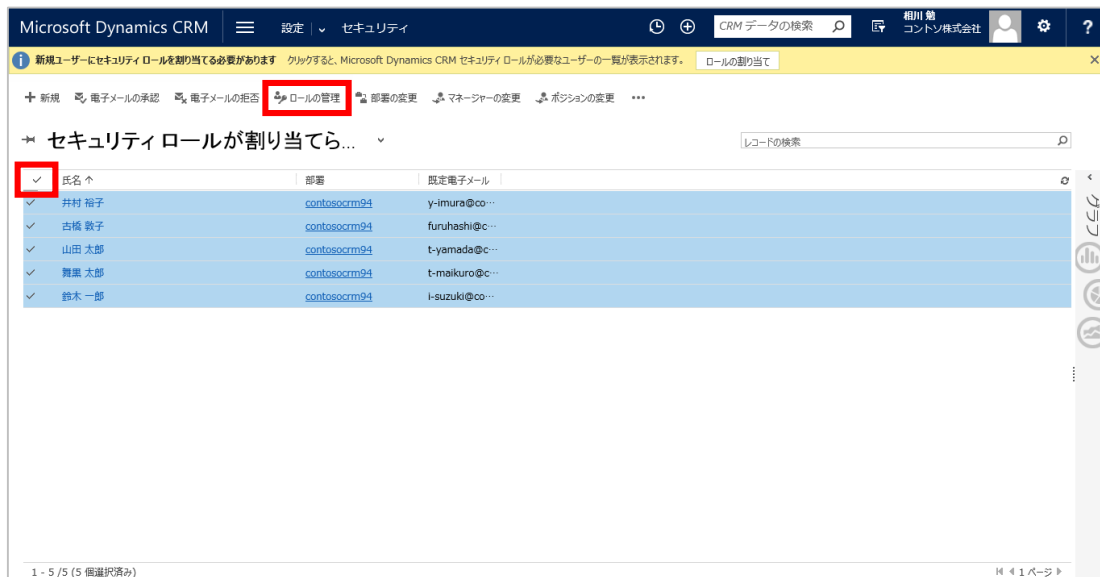 Microsoft Dynamics CRM 設定 セキュリティ CRM データの検索 相川 勉
コントソ株式会社 ?
新規ユーザーにセキュリティ ロールを割り当てる必要があります クリックすると、Microsoft Dynamics CRM セキュリティ ロールが必要なユーザーの一覧が表示されます。 ロールの割り当て
新規 電子メールの承認 電子メールの拒否 ロールの管理 部署の変更 マネージャーの変更 ポジションの変更 •••
セキュリティ ロールが割り当てら... レコードの検索
氏名 部署 既定電子メール
井村 裕子 contosocrm94 y-imura@co…
古橋 敦子 contosocrm94 furuhashi@c…
山田 太郎 contosocrm94 t-yamada@c…
舞黒 太郎 contosocrm94 t-maikuro@c…
鈴木 一郎 contosocrm94 i-suzuki@co…
グラフ
1 - 5 /5 (5 個選択済み) 1 ページ